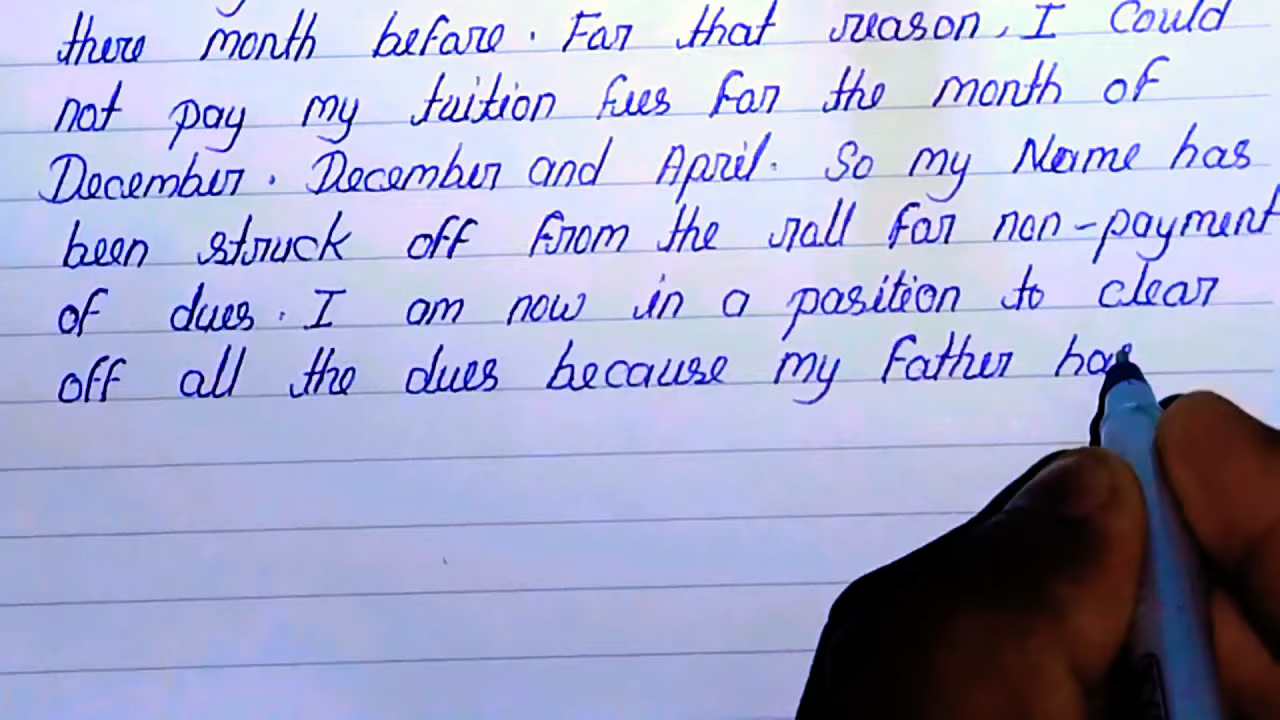 there month before. For that reason, I could
not pay my tuition fees for the month of
December. December and April. So my Name has
been struck off from the roll for non-payment
of dues. I am now in a position to clear
off all the dues because my father has